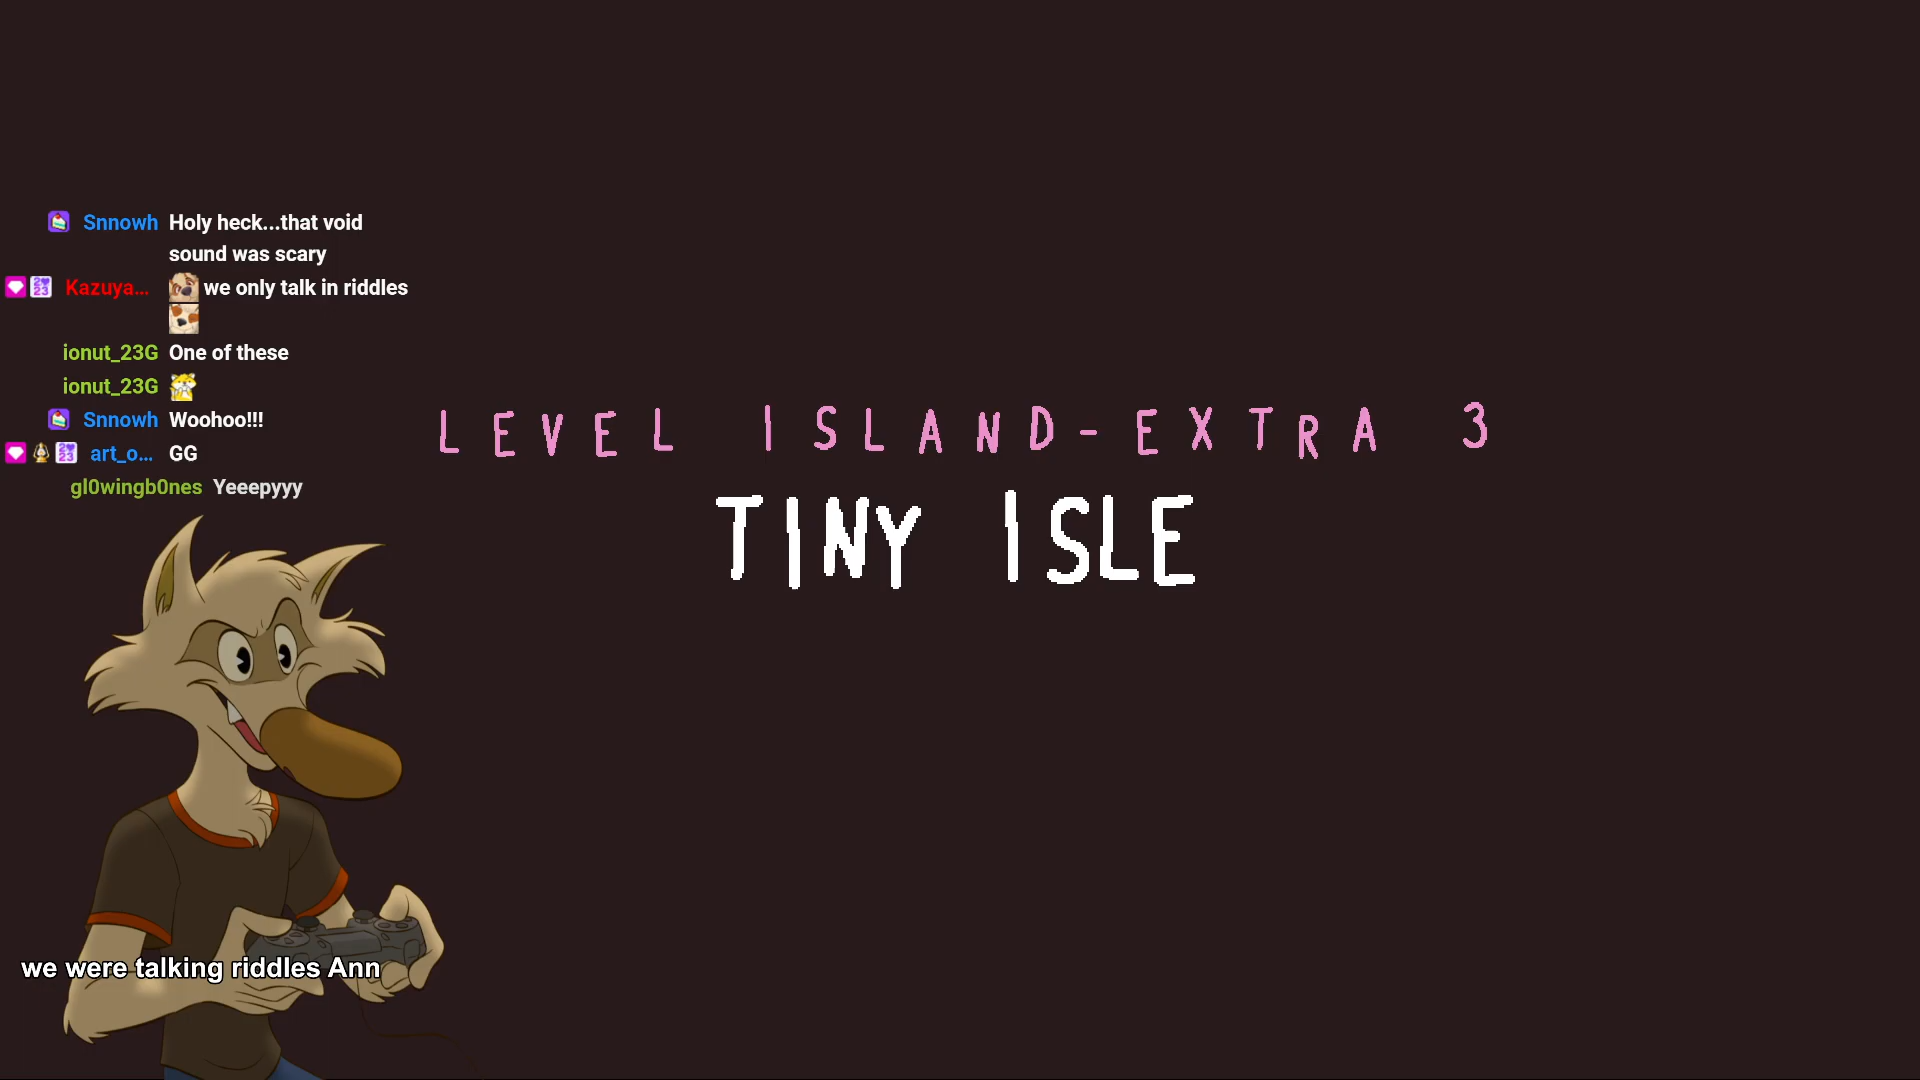 Snnowh Holy heck...that void
sound was scary
Kazuya... we only talk in riddles
ionut_23G One of these
ionut_23G
Snnowh Woohoo!!!
art_o... GG
gl0wingb0nes Yeeepyyy
LEVEL ISLAND-EXTRA 3
TINY ISLE
we were talking riddles Ann